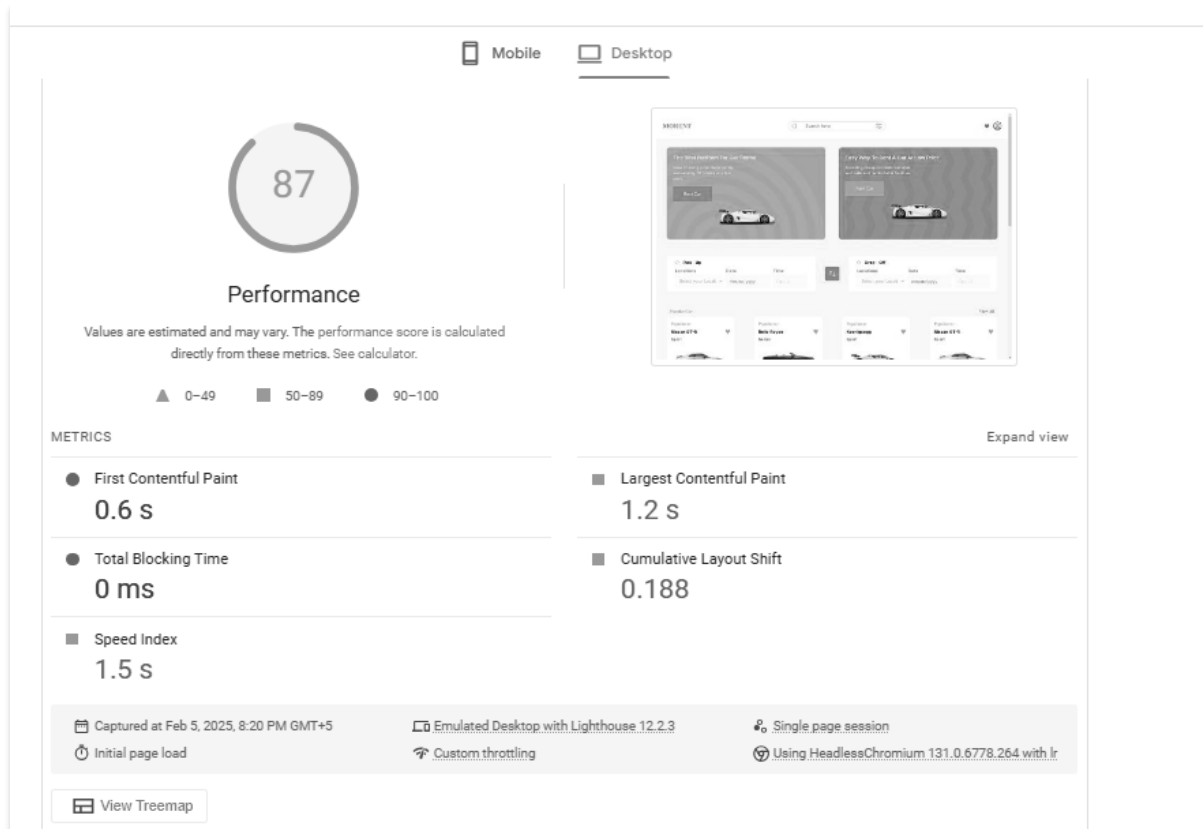 Mobile
Desktop
87
Performance
Values are estimated and may vary. The performance score is calculated
directly from these metrics. See calculator.
0–49
50–89
90–100
MORENT
Search here
METRICS
Expand view
First Contentful Paint
0.6 s
Largest Contentful Paint
1.2 s
Total Blocking Time
0 ms
Cumulative Layout Shift
0.188
Speed Index
1.5 s
Captured at Feb 5, 2025, 8:20 PM GMT+5
Emulated Desktop with Lighthouse 12.2.3
Single page session
Initial page load
Custom throttling
Using HeadlessChromium 131.0.6778.264 with lr
View Treemap